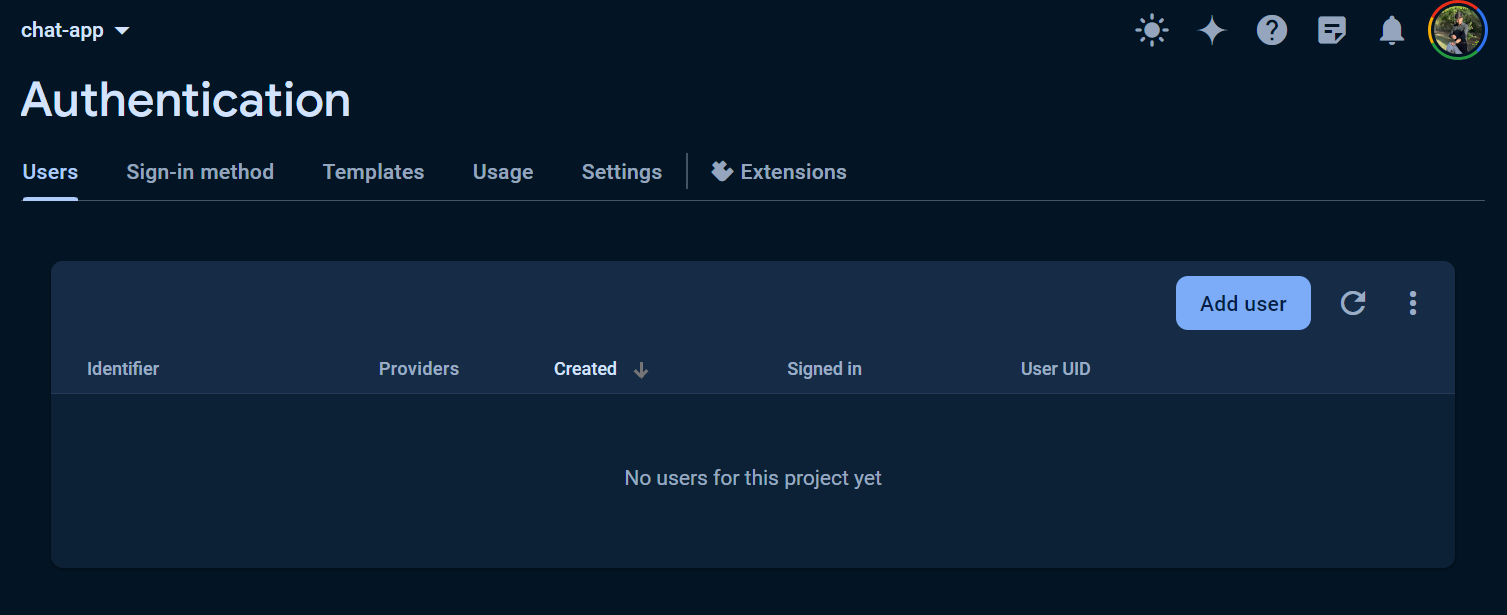 chat-app
Authentication
Users Sign-in method Templates Usage Settings Extensions
Add user
Identifier Providers Created Signed in User UID
No users for this project yet